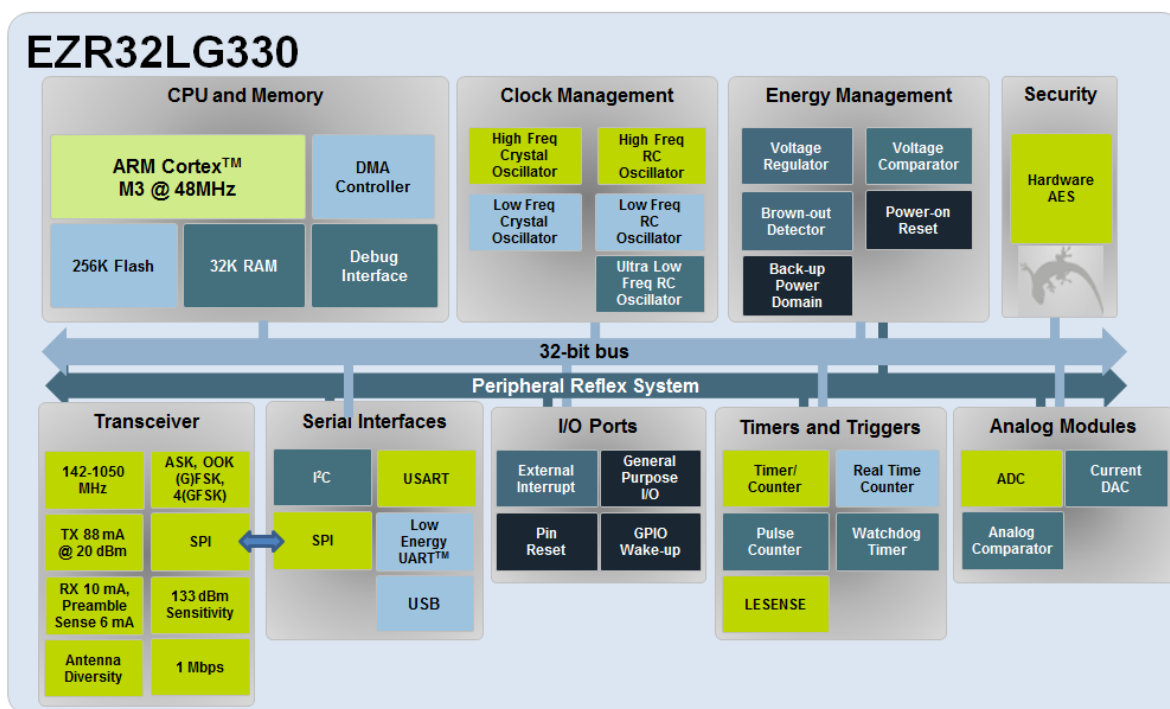 EZR32LG330
CPU and Memory
ARM Cortex™
M3 @ 48MHz
DMA
Controller
256K Flash
32K RAM
Debug
Interface
Clock Management
High Freq
Crystal
Oscillator
High Freq
RC
Oscillator
Low Freq
Crystal
Oscillator
Low Freq
RC
Oscillator
Ultra Low
Freq RC
Oscillator
Energy Management
Voltage
Regulator
Voltage
Comparator
Brown-out
Detector
Power-on
Reset
Back-up
Power
Domain
Security
Hardware
AES
32-bit bus
Peripheral Reflex System
Transceiver
142-1050
MHz
ASK, OOK
(G)FSK,
4(GFSK)
TX 88 mA
@ 20 dBm
SPI
RX 10 mA,
Preamble
Sense 6 mA
133 dBm
Sensitivity
Antenna
Diversity
1 Mbps
Serial Interfaces
I²C
USART
SPI
Low
Energy
UART™
USB
I/O Ports
External
Interrupt
General
Purpose
I/O
Pin
Reset
GPIO
Wake-up
Timers and Triggers
Timer/
Counter
Real Time
Counter
Pulse
Counter
Watchdog
Timer
LESENSE
Analog Modules
ADC
Current
DAC
Analog
Comparator